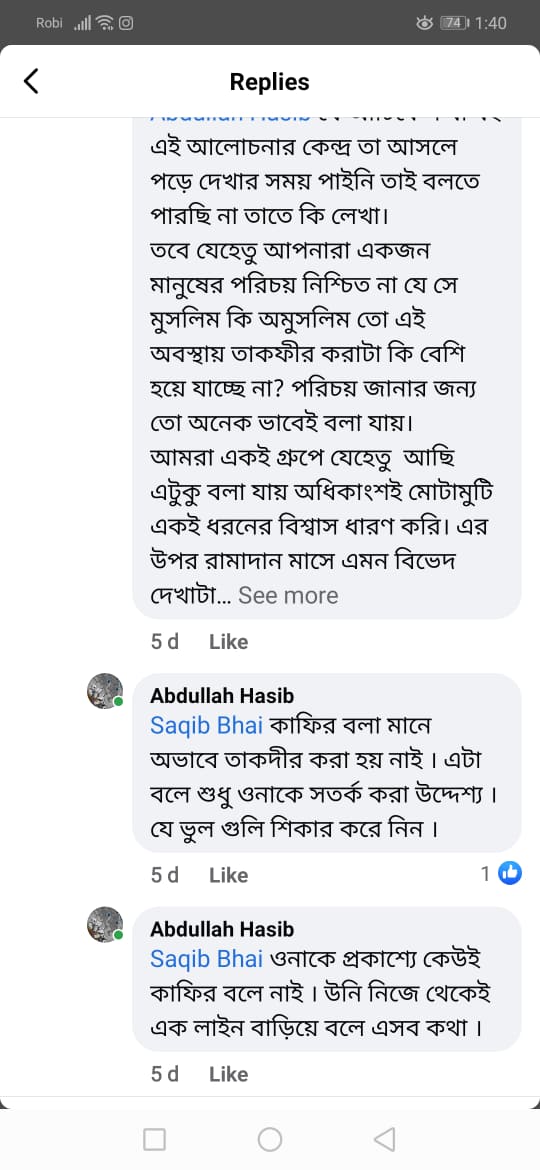 Robi
74 1:40
Replies
এই আলোচনার কেন্দ্র তা আসলে
পড়ে দেখার সময় পাইনি তাই বলতে
পারছি না তাতে কি লেখা।
তবে যেহেতু আপনারা একজন
মানুষের পরিচয় নিশ্চিত না যে সে
মুসলিম কি অমুসলিম তো এই
অবস্থায় তাকফীর করাটা কি বেশি
হয়ে যাচ্ছে না? পরিচয় জানার জন্য
তো অনেক ভাবেই বলা যায়।
আমরা একই গ্রুপে যেহেতু আছি
এটুকু বলা যায় অধিকাংশই মোটামুটি
একই ধরনের বিশ্বাস ধারণ করি। এর
উপর রামাদান মাসে এমন বিভেদ
দেখাটা... See more
5 d Like
Abdullah Hasib
Saqib Bhai কাফির বলা মানে
অভাবে তাকদীর করা হয় নাই । এটা
বলে শুধু ওনাকে সতর্ক করা উদ্দেশ্য ।
যে ভুল গুলি শিকার করে নিন ।
5 d Like 1
Abdullah Hasib
Saqib Bhai ওনাকে প্রকাশ্যে কেউই
কাফির বলে নাই । উনি নিজে থেকেই
এক লাইন বাড়িয়ে বলে এসব কথা ।
5 d Like